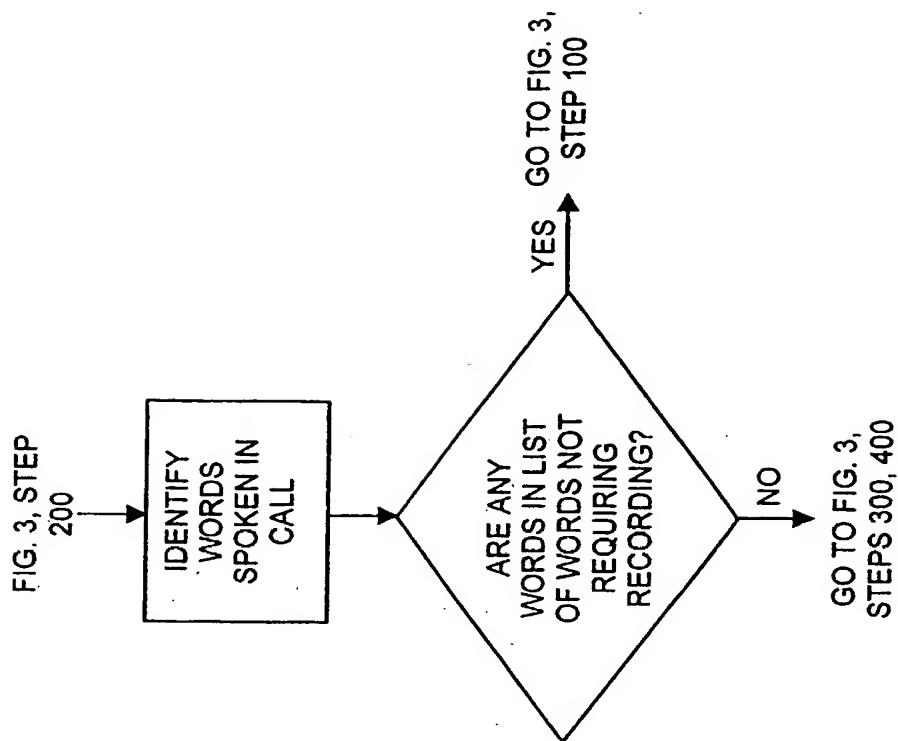 FIG. 3, STEP
200
IDENTIFY
WORDS
SPOKEN IN
CALL
ARE ANY
WORDS IN LIST
OF WORDS NOT
REQUIRING
RECORDING?
YES
GO TO FIG. 3,
STEP 100
NO
GO TO FIG. 3,
STEPS 300, 400